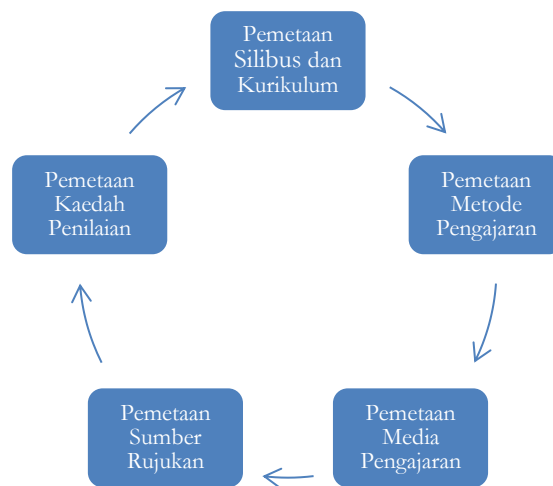 Pemetaan
Silibus dan
Kurikulum
Pemetaan
Metode
Pengajaran
Pemetaan
Media
Pengajaran
Pemetaan
Sumber
Rujukan
Pemetaan
Kaedah
Penilaian